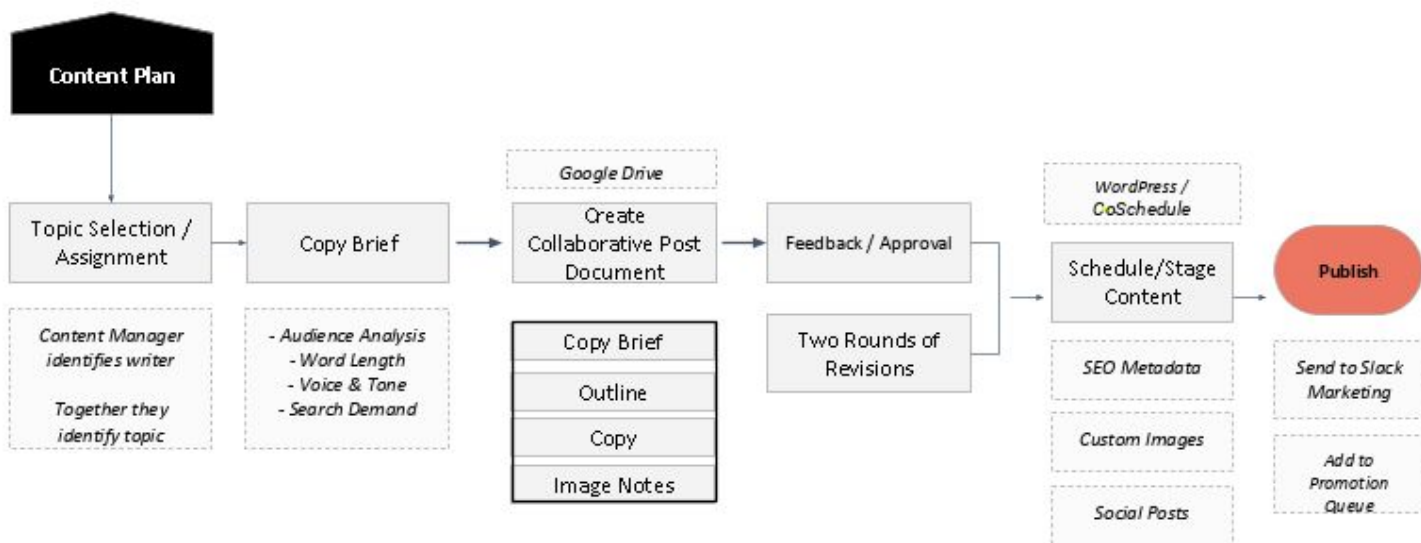 Content Plan
Topic Selection /
Assignment
Content Manager
identifies writer
Together they
identify topic
Copy Brief
- Audience Analysis
- Word Length
- Voice & Tone
- Search Demand
Google Drive
Create
Collaborative Post
Document
Copy Brief
Outline
Copy
Image Notes
Feedback / Approval
Two Rounds of
Revisions
WordPress /
CoSchedule
Schedule/Stage
Content
SEO Metadata
Custom Images
Social Posts
Publish
Send to Slack
Marketing
Add to
Promotion
Queue